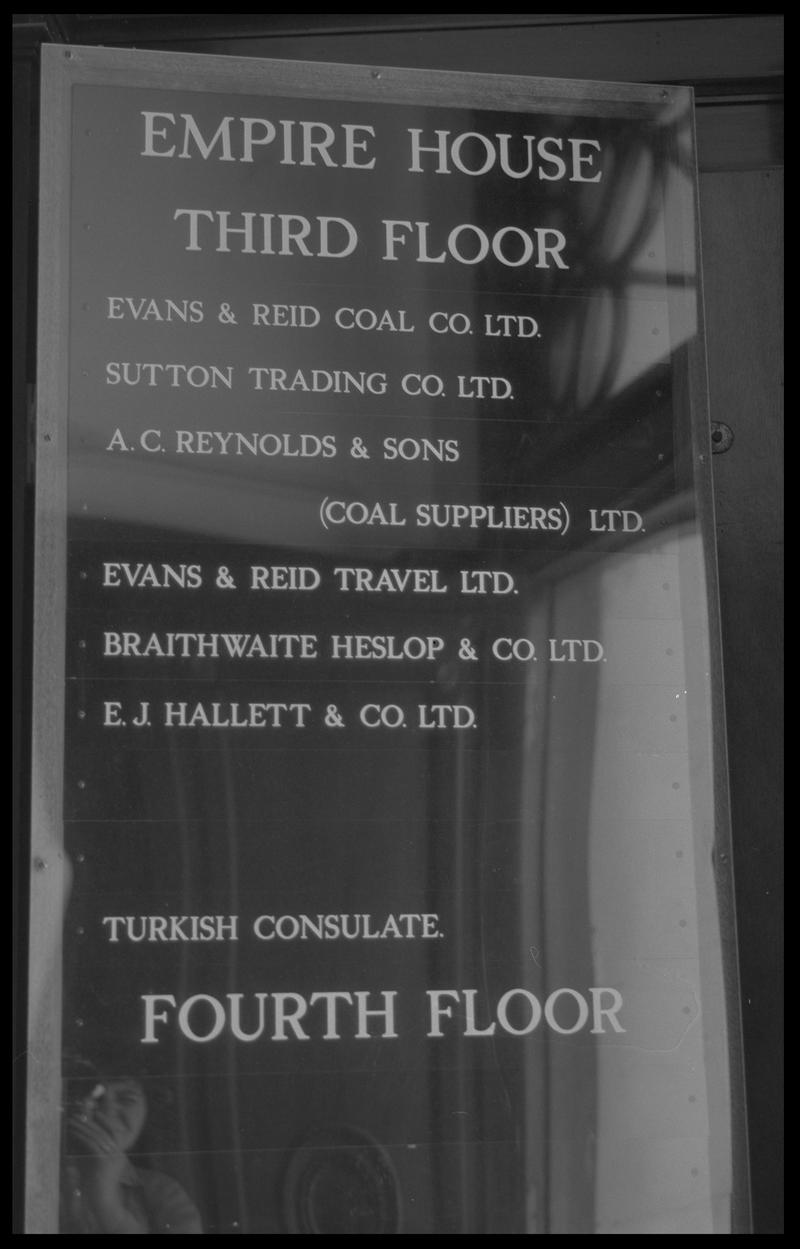 EMPIRE HOUSE
THIRD FLOOR
EVANS & REID COAL CO. LTD.
SUTTON TRADING CO. LTD.
A. C. REYNOLDS & SONS
(COAL SUPPLIERS) LTD.
EVANS & REID TRAVEL LTD.
BRAITHWAITE HESLOP & CO. LTD.
E. J. HALLETT & CO. LTD.
TURKISH CONSULATE.
FOURTH FLOOR